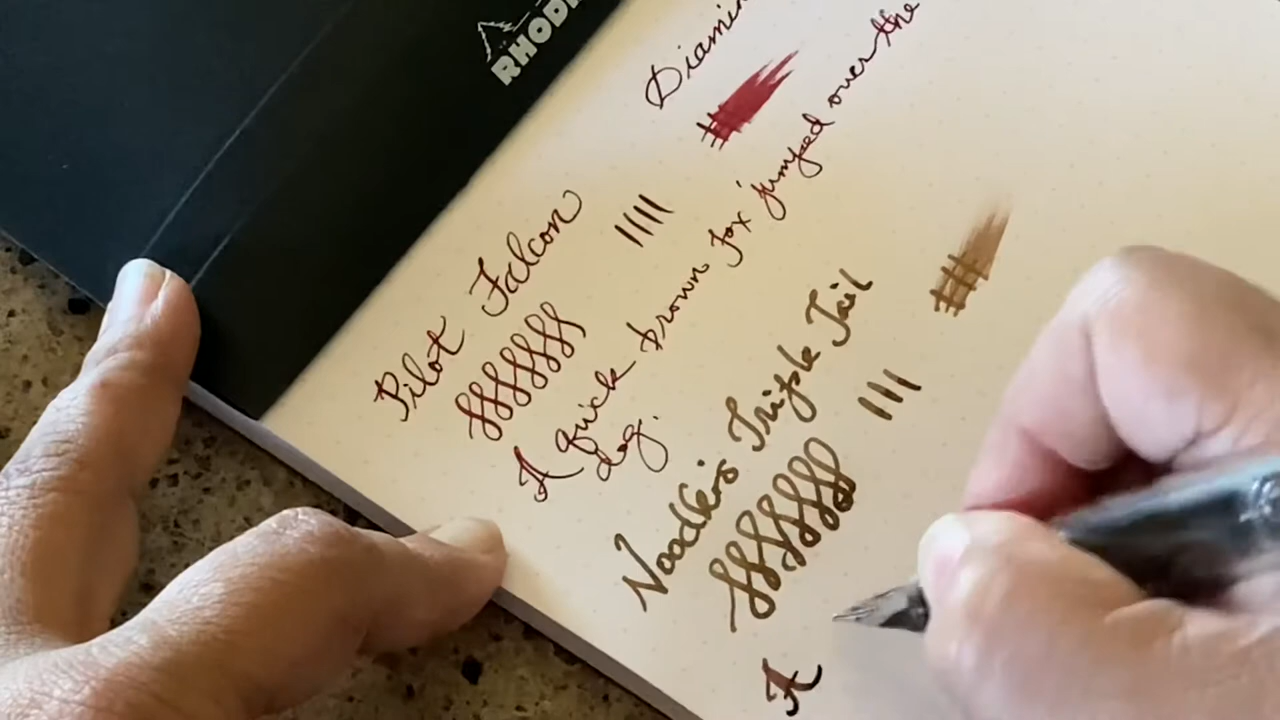 RHODI
Pilot Falcon
Diamin
A quick brown fox jumped over the
dog.
Noodler's Triple Tail
A